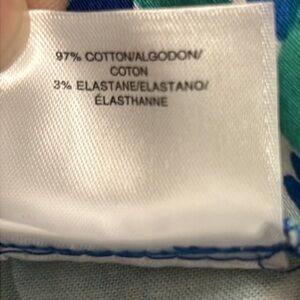 97% COTTON/ALGODON/
COTON
3% ELASTANE/ELASTANO/
ÉLASTHANNE